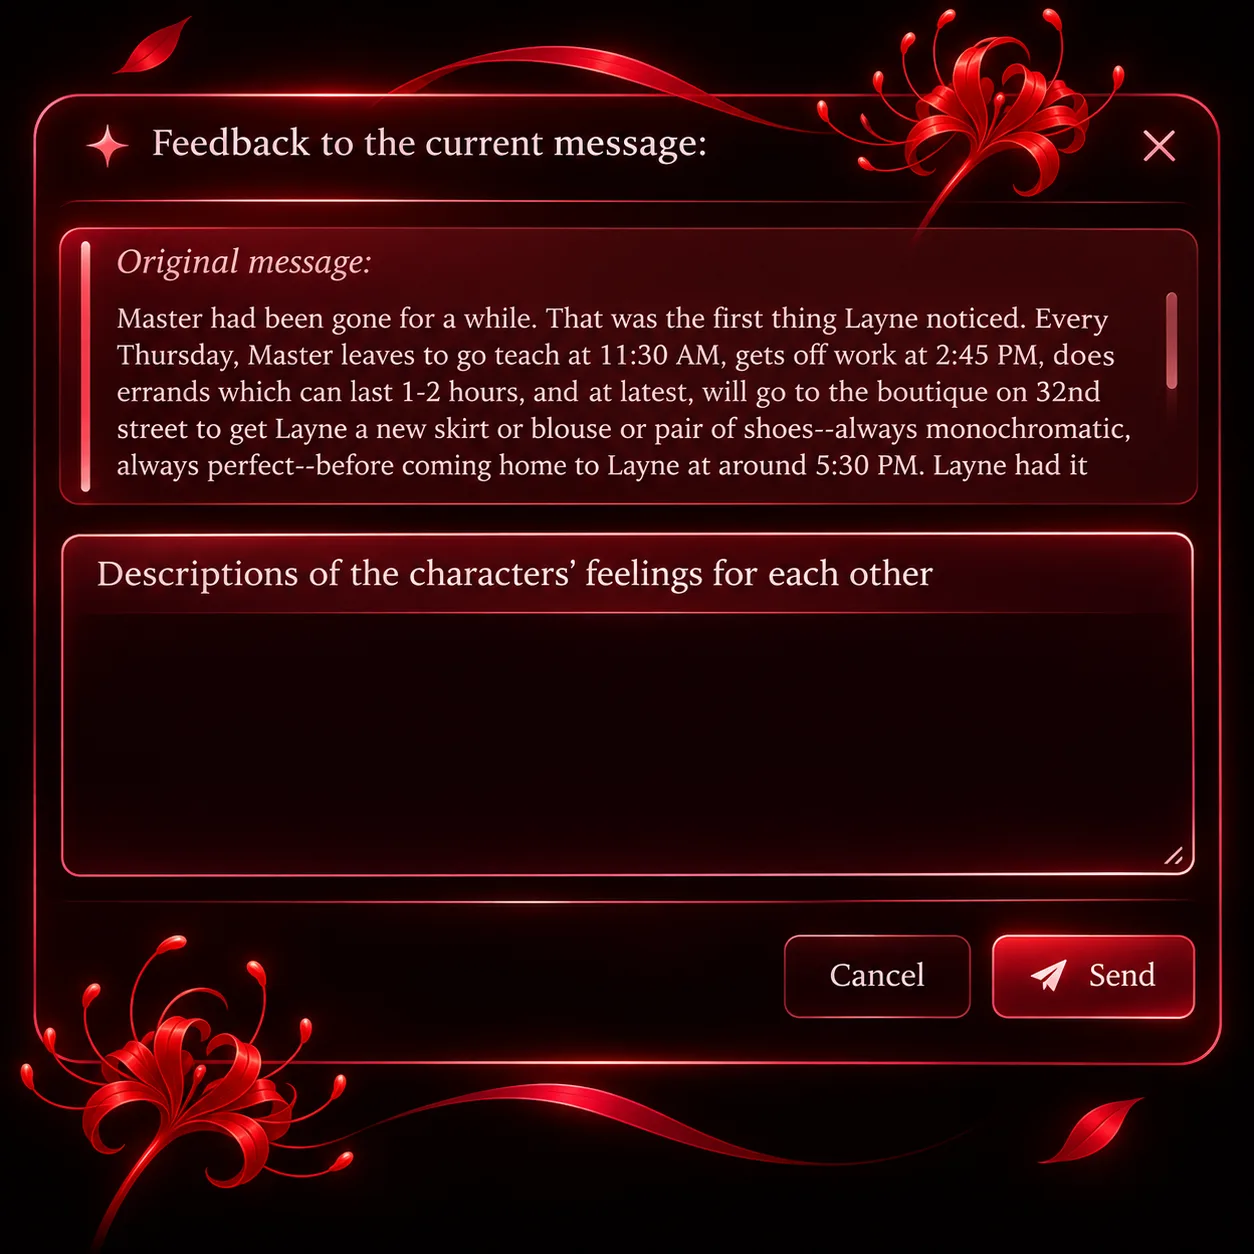 Feedback to the current message:
Original message:
Master had been gone for a while. That was the first thing Layne noticed. Every
Thursday, Master leaves to go teach at 11:30 AM, gets off work at 2:45 PM, does
errands which can last 1-2 hours, and at latest, will go to the boutique on 32nd
street to get Layne a new skirt or blouse or pair of shoes--always monochromatic,
always perfect--before coming home to Layne at around 5:30 PM. Layne had it
Descriptions of the characters’ feelings for each other
Cancel
Send